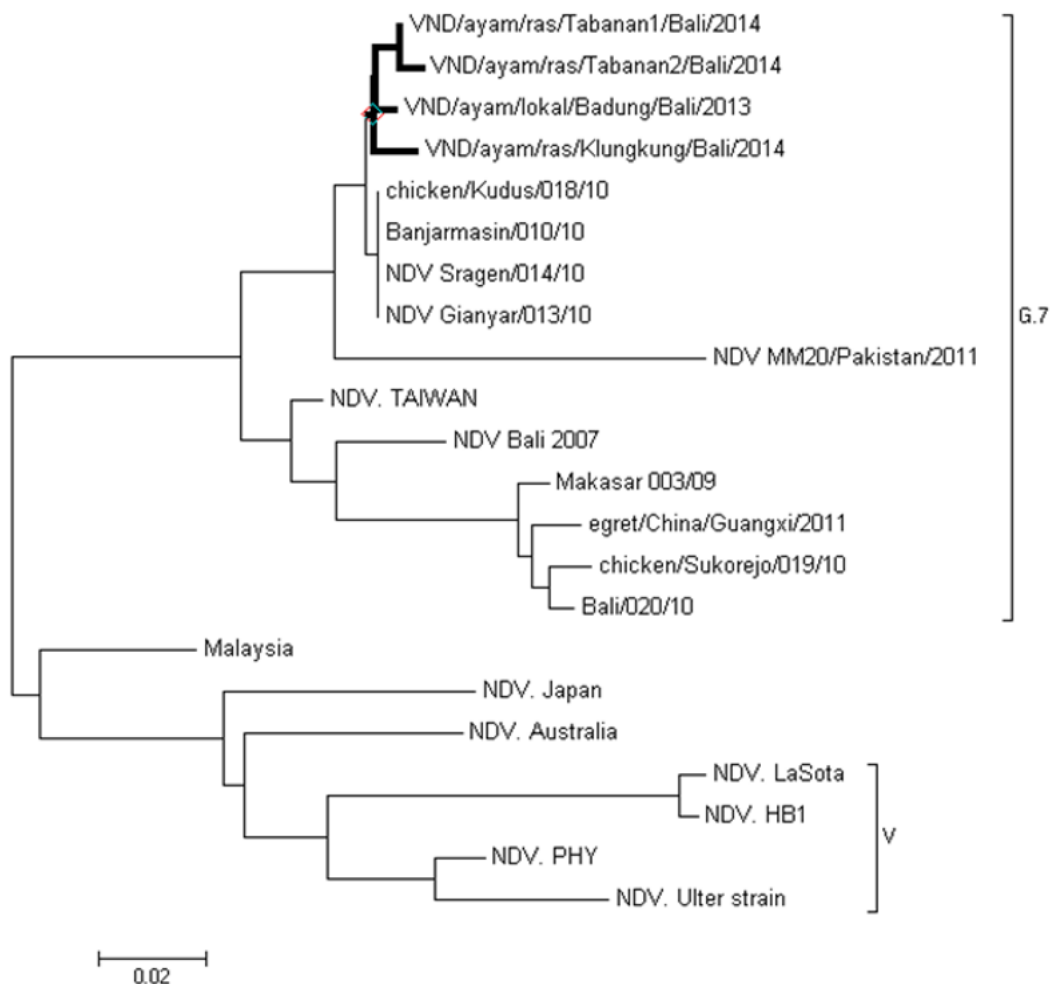 VND/ayam/ras/Tabanan1/Bali/2014
VND/ayam/ras/Tabanan2/Bali/2014
VND/ayam/lokal/Badung/Bali/2013
VND/ayam/ras/Klungkung/Bali/2014
chicken/Kudus/018/10
Banjarmasin/010/10
NDV Sragen/014/10
NDV Gianyar/013/10
G.7
NDV MM20/Pakistan/2011
NDV. TAIWAN
NDV Bali 2007
Makasar 003/09
egret/China/Guangxi/2011
chicken/Sukorejo/019/10
Bali/020/10
Malaysia
NDV. Japan
NDV. Australia
NDV. LaSota
NDV. HB1
V
NDV. PHY
NDV. Ulter strain
0.02